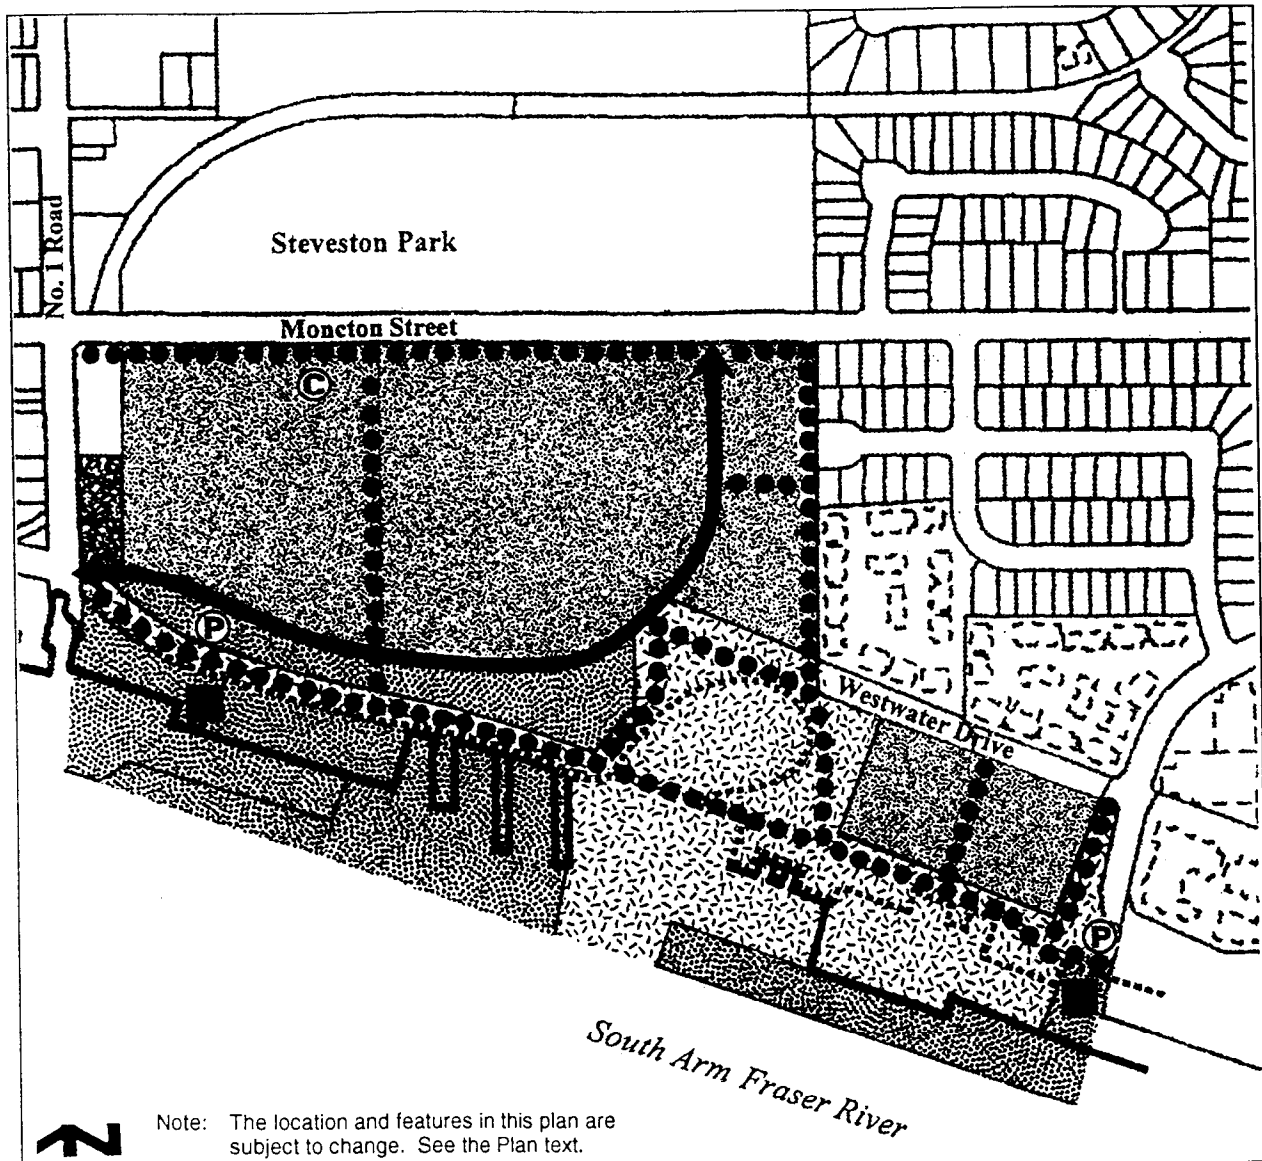 No. 1 Road
Steveston Park
Moncton Street
C
P
Westwater Drive
P
South Arm Fraser River
N
Note: The location and features in this plan are
subject to change. See the Plan text.